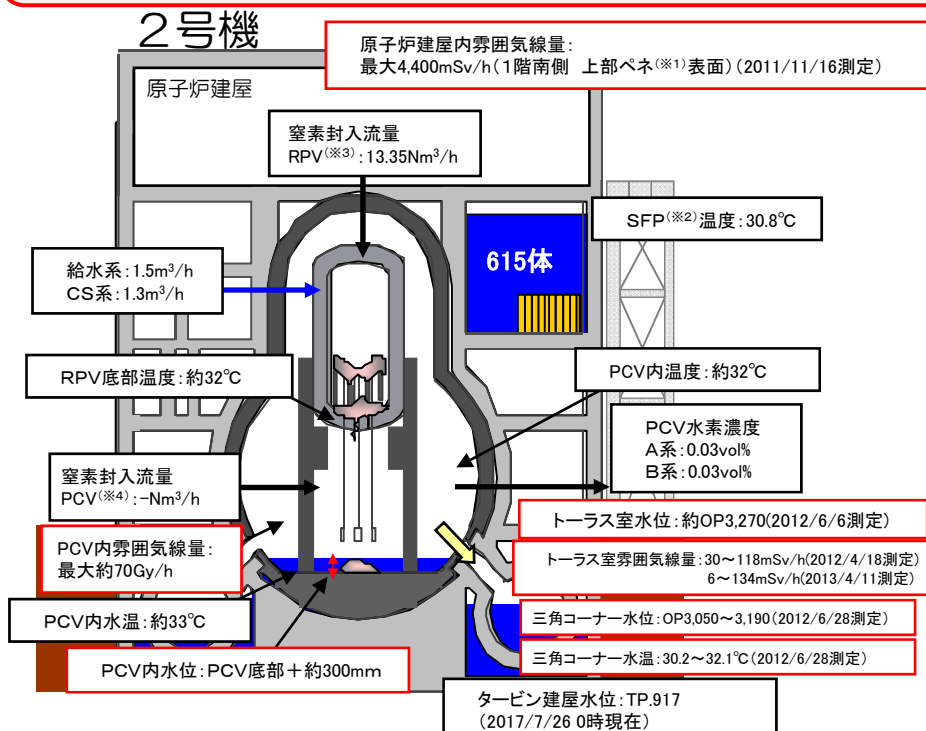 2号機
原子炉建屋内雰囲気線量：
最大4,400mSv/h（1階南側　上部ペネ(※1)表面）（2011/11/16測定）
原子炉建屋
窒素封入流量
RPV(※3)：13.35Nm3/h
SFP(※2)温度：30.8℃
615体
給水系：1.5m3/h
CS系：1.3m3/h
RPV底部温度：約32℃
PCV内温度：約32℃
PCV水素濃度
A系：0.03vol%
B系：0.03vol%
窒素封入流量
PCV(※4)：-Nm3/h
トーラス室水位：約OP3,270(2012/6/6測定)
PCV内雰囲気線量：
最大約70Gy/h
トーラス室雰囲気線量：30～118mSv/h(2012/4/18測定)
6～134mSv/h(2013/4/11測定)
PCV内水温：約33℃
三角コーナー水位：OP3,050～3,190(2012/6/28測定)
三角コーナー水温：30.2～32.1℃(2012/6/28測定)
PCV内水位：PCV底部＋約300mm
タービン建屋水位：TP.917
（2017/7/26 0時現在）